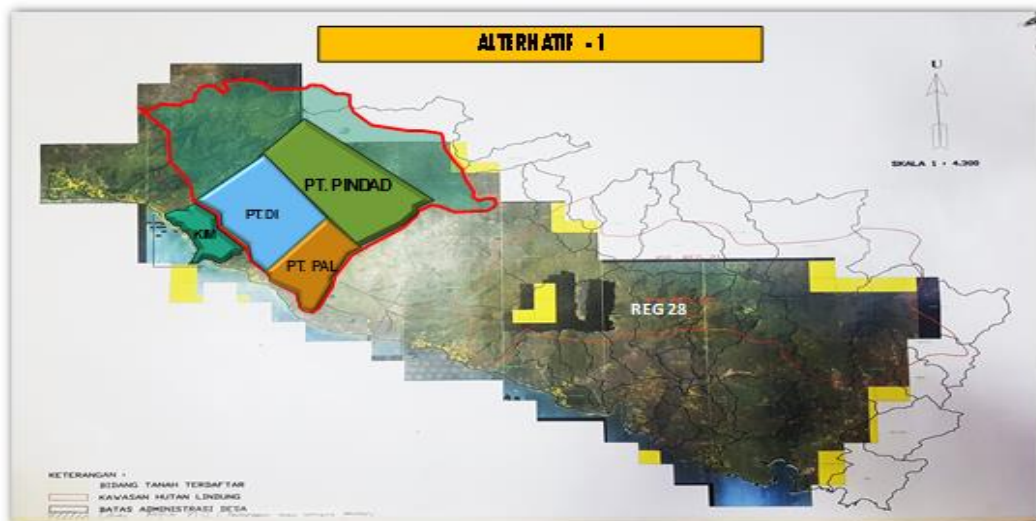 ALTERNATIF - 1
U
SKALA 1 : 4.300
PT. PINDAD
PT.DI
KIM
PT. PAL
REG 28
KETERANGAN :
BIDANG TANAH TERDAFTAR
KAWASAN HUTAN LINDUNG
BATAS ADMINISTRASI DESA